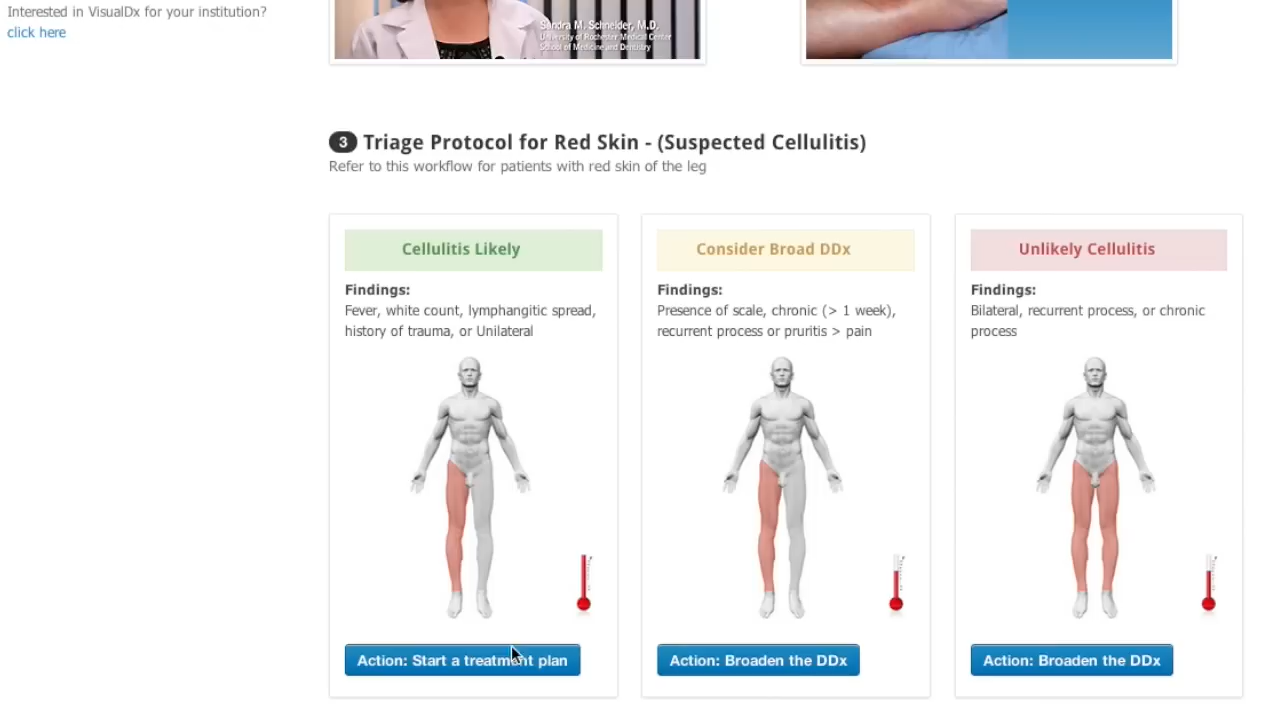 Interested in VisualDx for your institution?
click here
Sandra M. Schneider, M.D.
University of Rochester Medical Center
School of Medicine and Dentistry
3 Triage Protocol for Red Skin - (Suspected Cellulitis)
Refer to this workflow for patients with red skin of the leg
Cellulitis Likely
Findings:
Fever, white count, lymphangitic spread,
history of trauma, or Unilateral
Action: Start a treatment plan
Consider Broad DDx
Findings:
Presence of scale, chronic (> 1 week),
recurrent process or pruritis > pain
Action: Broaden the DDx
Unlikely Cellulitis
Findings:
Bilateral, recurrent process, or chronic
process
Action: Broaden the DDx